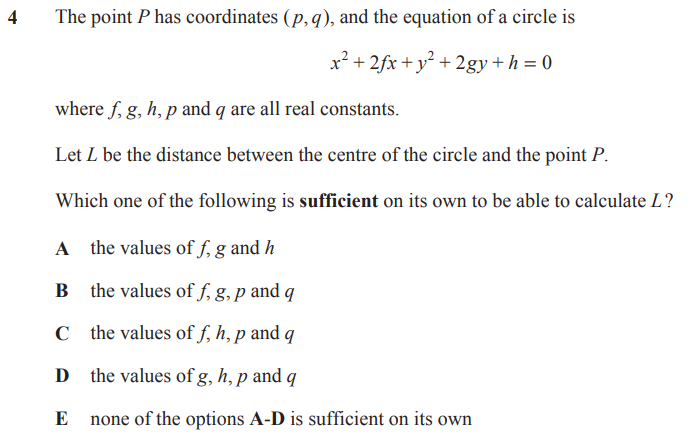 4 The point P has coordinates (p, q), and the equation of a circle is
x² + 2fx + y² + 2gy + h = 0
where f, g, h, p and q are all real constants.
Let L be the distance between the centre of the circle and the point P.
Which one of the following is sufficient on its own to be able to calculate L?
A the values of f, g and h
B the values of f, g, p and q
C the values of f, h, p and q
D the values of g, h, p and q
E none of the options A-D is sufficient on its own